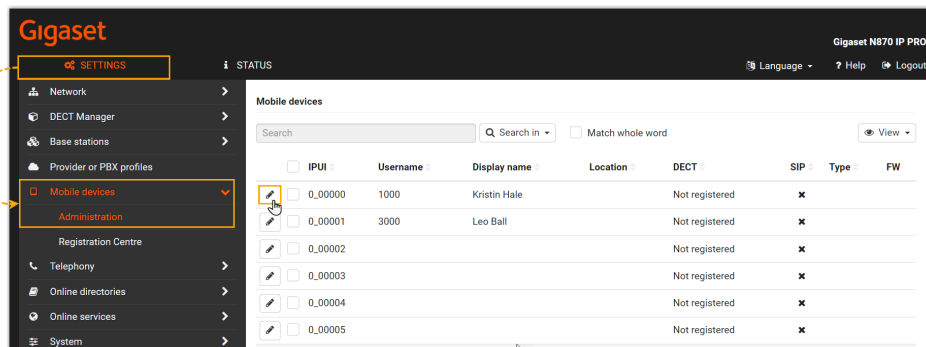 Gigaset
Gigaset N870 IP PRO
SETTINGS
STATUS
Language
? Help
Logout
Network
DECT Manager
Base stations
Provider or PBX profiles
Mobile devices
Administration
Registration Centre
Telephony
Online directories
Online services
System
Mobile devices
Search
Search in
Match whole word
View
IPUI Username Display name Location DECT SIP Type FW
0_00000 1000 Kristin Hale Not registered ✖
0_00001 3000 Leo Ball Not registered ✖
0_00002 Not registered ✖
0_00003 Not registered ✖
0_00004 Not registered ✖
0_00005 Not registered ✖